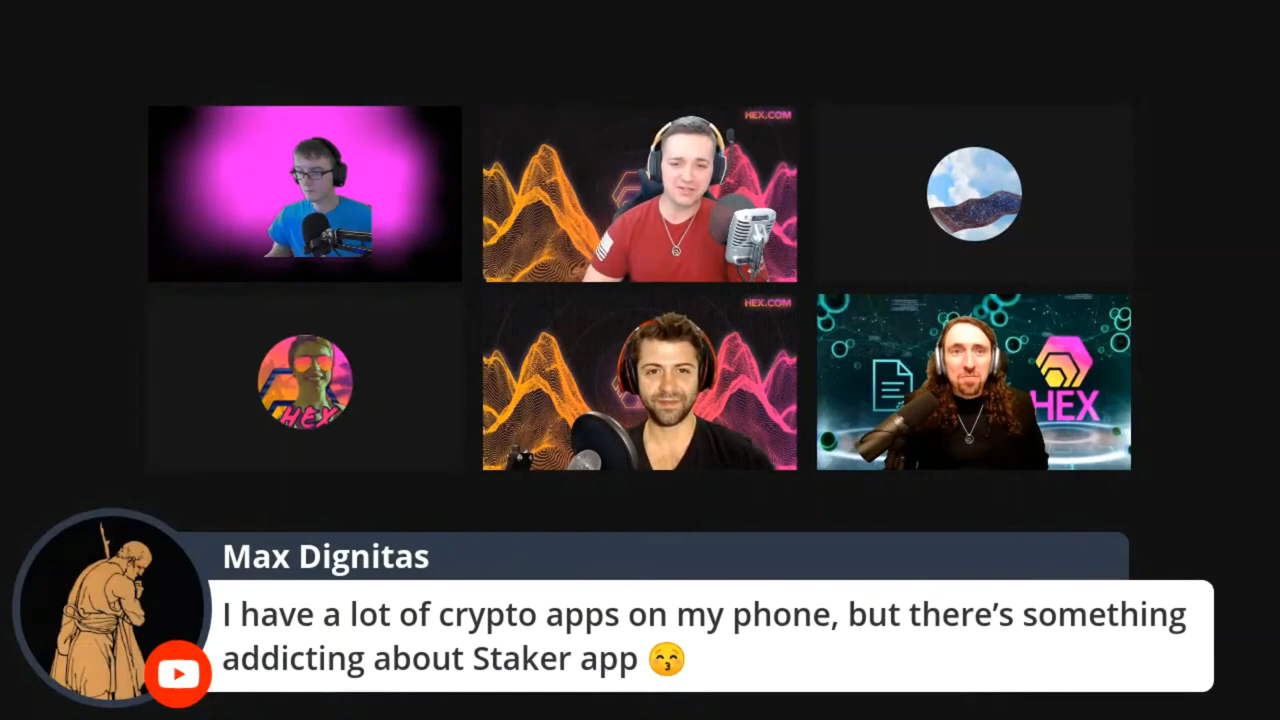 HEX.COM
HEX
HEX.COM
HEX
Max Dignitas
I have a lot of crypto apps on my phone, but there’s something
addicting about Staker app 😙